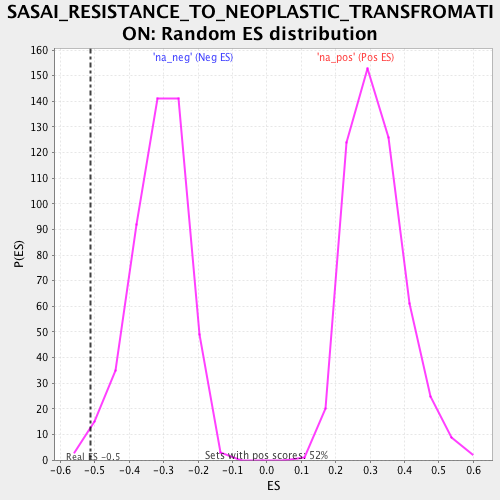 SASAI_RESISTANCE_TO_NEOPLASTIC_TRANSFROMATI
ON: Random ES distribution
'na_neg' (Neg ES)
'na_pos' (Pos ES)
160
150
140
130
120
110
100
90
80
70
60
50
40
30
20
10
0
P(ES)
Real ES -0.5
Sets with pos scores: 52%
-0.6 -0.5 -0.4 -0.3 -0.2 -0.1 0.0 0.1 0.2 0.3 0.4 0.5 0.6
ES